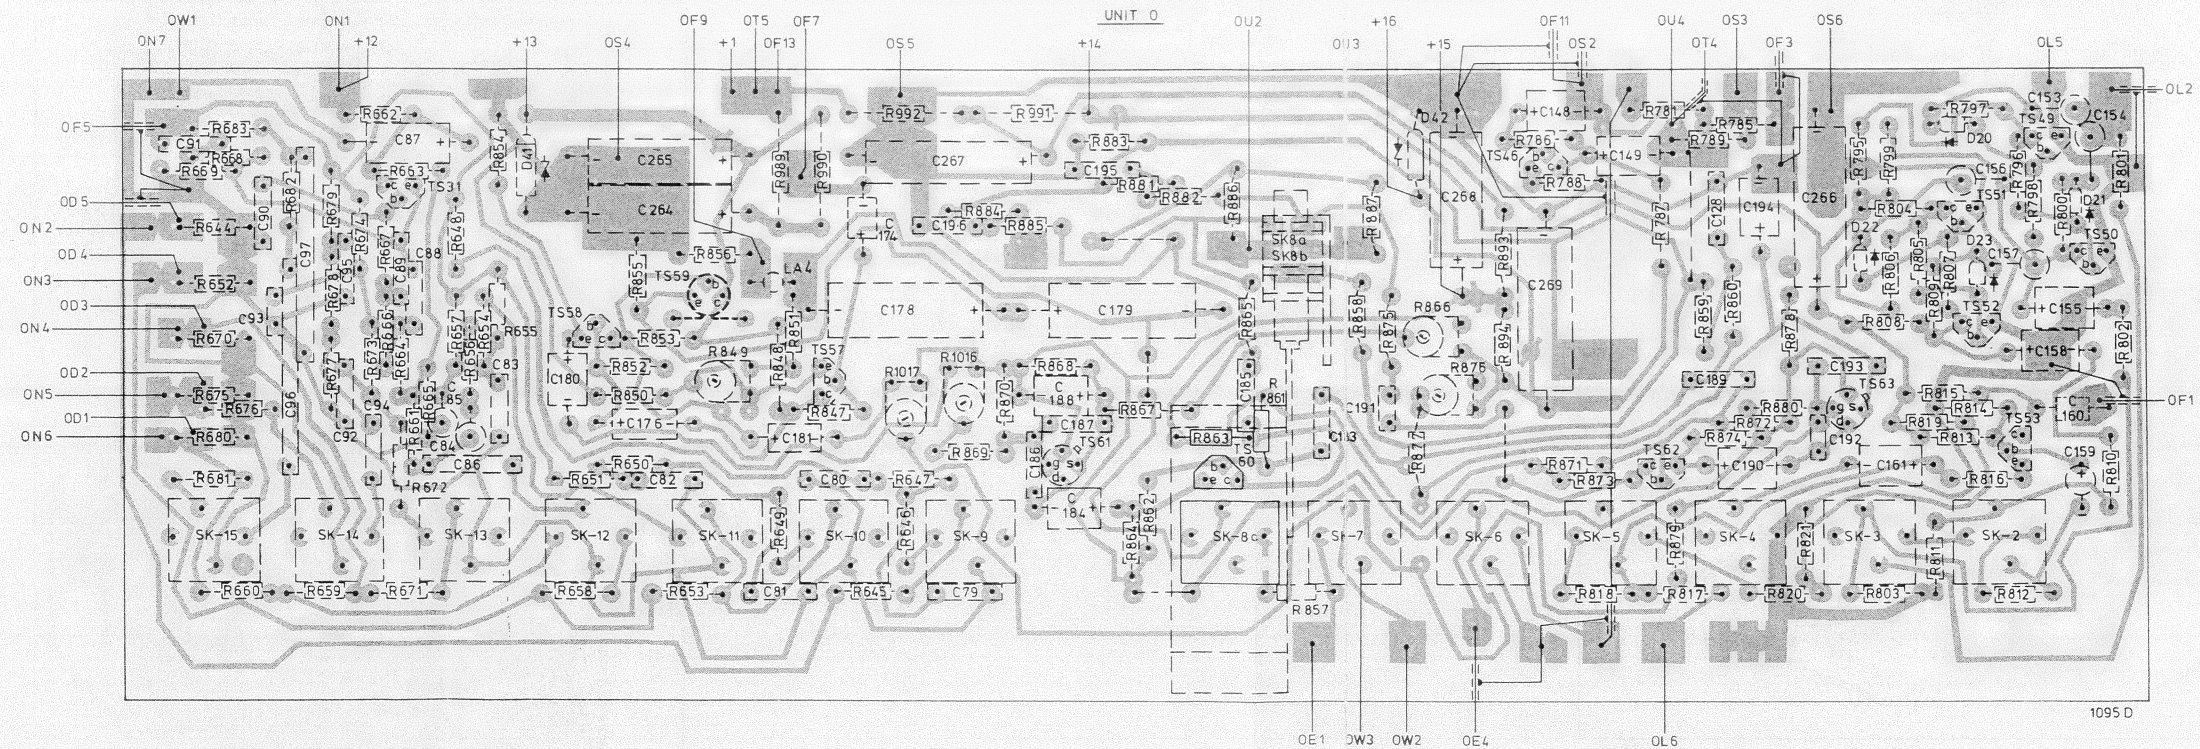 UNIT O
OW1 ON1 OF9 OT5 OF7 OU2 +16 OF11 OU4 OS3 OS6
ON7 +12 +13 OS4 +1 OF13 OS5 +14 OU3 +15 OS2 OT4 OF3 OL5
OL2
OF5
OD5
ON2
OD4
ON3
OD3
ON4
OD2
ON5
OD1
ON6
OF1
R683
C91
R668
R669
R644
R652
C93
R670
R675
R676
R680
R681
C90
R682
C97
C96
R679
R678
R677
C95
C92
R674
R673
C94
R662
C87
R663
TS31
R667
R666
R664
C89
C88
R661
R665
C85
C84
C86
R672
R648
R657
R656
R654
R655
C83
R854
D41
C265
C264
R855
R856
TS59
LA4
TS58
R853
R852
R850
C180
C176
R849
R650
R651
C82
R989
R990
R848
R851
TS57
R847
C181
C80
R647
R992
R991
C267
C174
R884
C196
R885
C178
C179
R1017
R1016
R869
R870
R868
C188
C187
R867
C186
TS61
C184
R864
R862
R883
C195
R881
R882
R886
SK8a
SK8b
R865
C185
R861
R863
TS60
C183
R887
R858
R875
C191
R877
D42
R866
R876
C268
R893
R894
C269
C148
R786
TS46
R788
C149
R781
R789
R785
R787
C128
C194
R859
R860
R878
C189
R880
R872
R874
R871
R873
TS62
C190
C266
R795
R799
R804
D22
R806
R805
R807
R809
R808
C193
TS63
C192
C161
R797
D20
C153
TS49
C154
C156
R796
TS51
R798
R800
D21
R801
TS50
D23
C157
TS52
C155
C158
R802
R815
R814
R819
R813
TS53
C160
C159
R810
R816
SK-15 SK-14 SK-13 SK-12 SK-11 R649 SK-10 R646 SK-9 SK-8c SK-7 SK-6 SK-5 R879 SK-4 R821 SK-3 R811 SK-2
R660 R659 R671 R658 R653 C81 R645 C79 R857 R818 R817 R820 R803 R812
OE1 OW3 OW2 OE4 OL6
1095 D